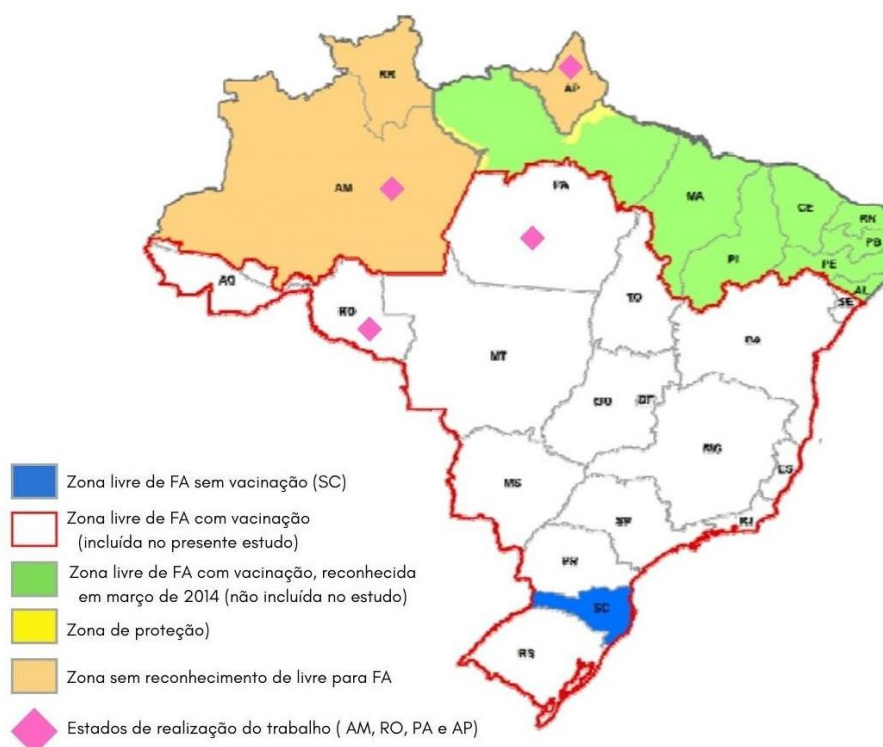 RR
AP
AM
PA
MA
CE
RN
PB
PE
PI
AL
SE
AC
RO
TO
BA
MT
GO
DF
MG
ES
MS
SP
RJ
PR
SC
RS
Zona livre de FA sem vacinação (SC)
Zona livre de FA com vacinação
(incluída no presente estudo)
Zona livre de FA com vacinação, reconhecida
em março de 2014 (não incluída no estudo)
Zona de proteção)
Zona sem reconhecimento de livre para FA
Estados de realização do trabalho ( AM, RO, PA e AP)